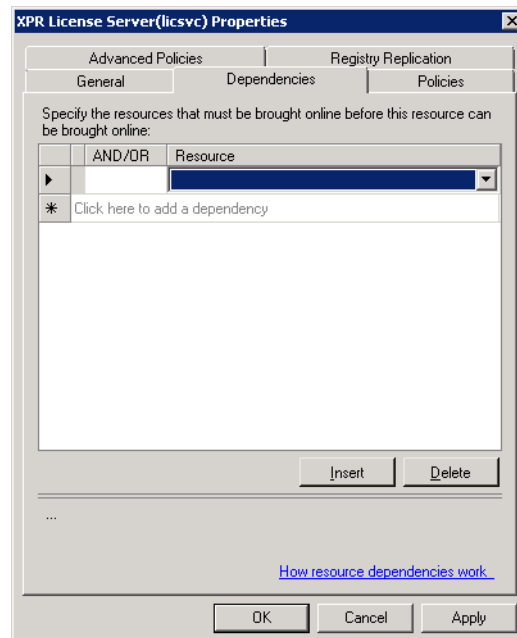 XPR License Server(licsvc) Properties
Advanced Policies Registry Replication
General Dependencies Policies
Specify the resources that must be brought online before this resource can
be brought online:
AND/OR Resource
Click here to add a dependency
Insert Delete
...
How resource dependencies work
OK Cancel Apply